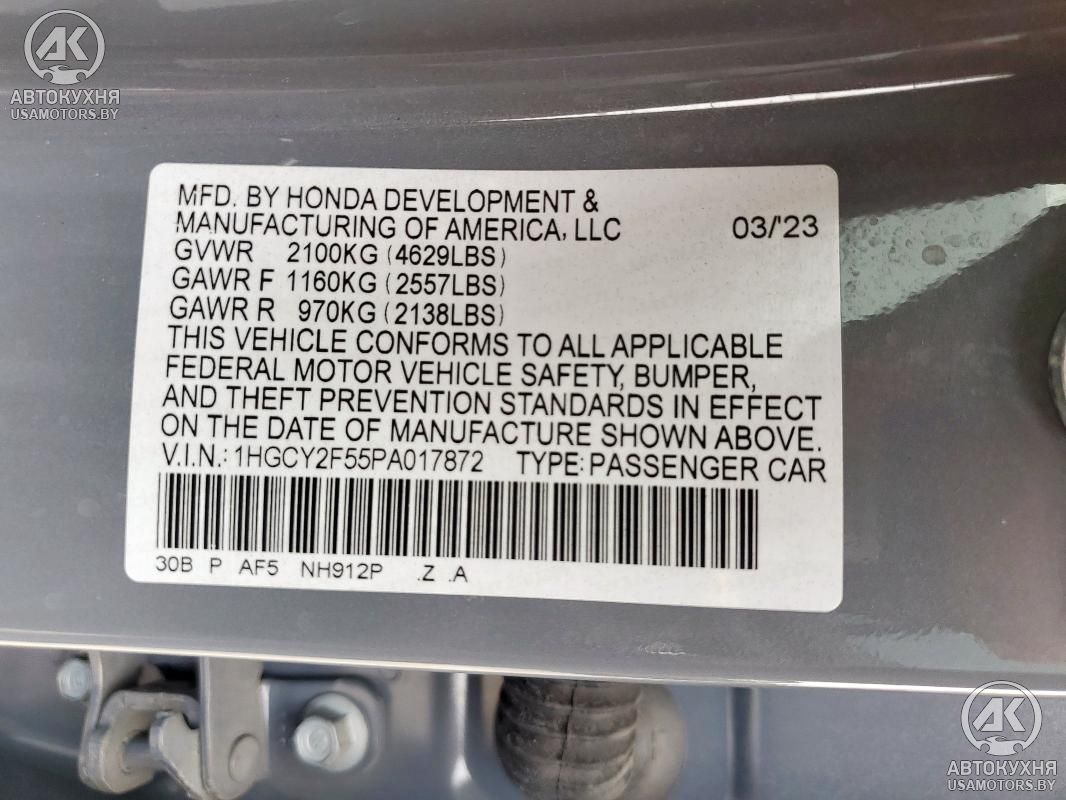 AK
АВТОКУХНЯ
USAMOTORS.BY
MFD. BY HONDA DEVELOPMENT &
MANUFACTURING OF AMERICA, LLC 03/'23
GVWR 2100KG (4629LBS)
GAWR F 1160KG (2557LBS)
GAWR R 970KG (2138LBS)
THIS VEHICLE CONFORMS TO ALL APPLICABLE
FEDERAL MOTOR VEHICLE SAFETY, BUMPER,
AND THEFT PREVENTION STANDARDS IN EFFECT
ON THE DATE OF MANUFACTURE SHOWN ABOVE.
V.I.N.: 1HGCY2F55PA017872 TYPE: PASSENGER CAR
30B P AF5 NH912P .Z .A
AK
АВТОКУХНЯ
USAMOTORS.BY